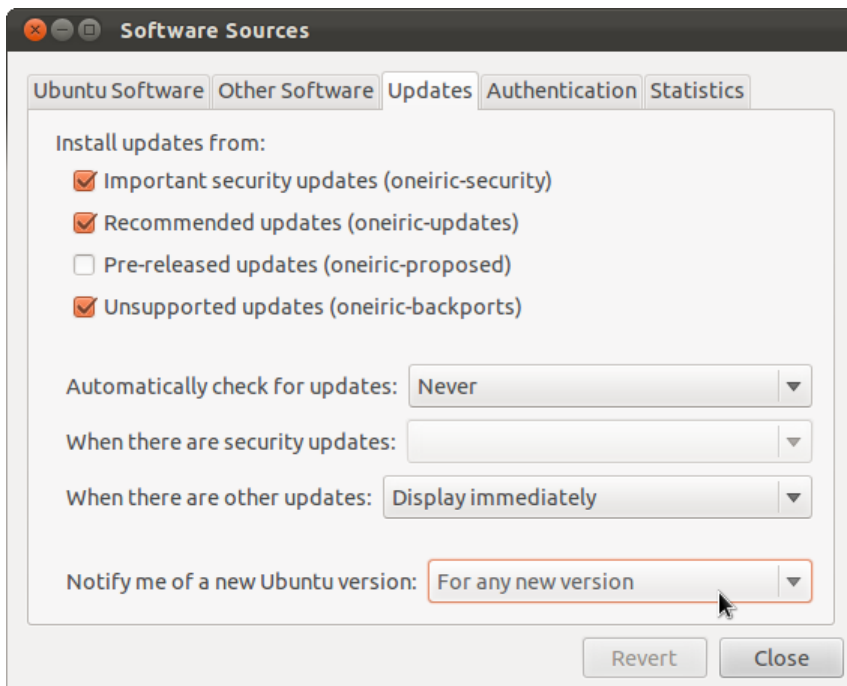 Software Sources
Ubuntu Software Other Software Updates Authentication Statistics
Install updates from:
Important security updates (oneiric-security)
Recommended updates (oneiric-updates)
Pre-released updates (oneiric-proposed)
Unsupported updates (oneiric-backports)
Automatically check for updates: Never
When there are security updates:
When there are other updates: Display immediately
Notify me of a new Ubuntu version: For any new version
Revert Close